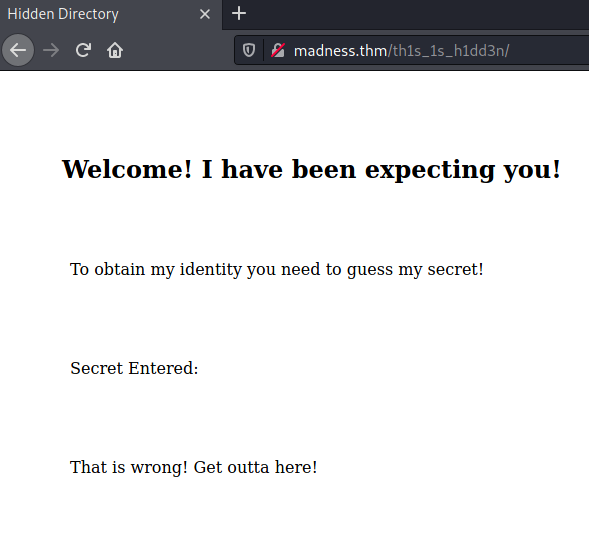 Hidden Directory
madness.thm/th1s_1s_h1dd3n/
Welcome! I have been expecting you!
To obtain my identity you need to guess my secret!
Secret Entered:
That is wrong! Get outta here!